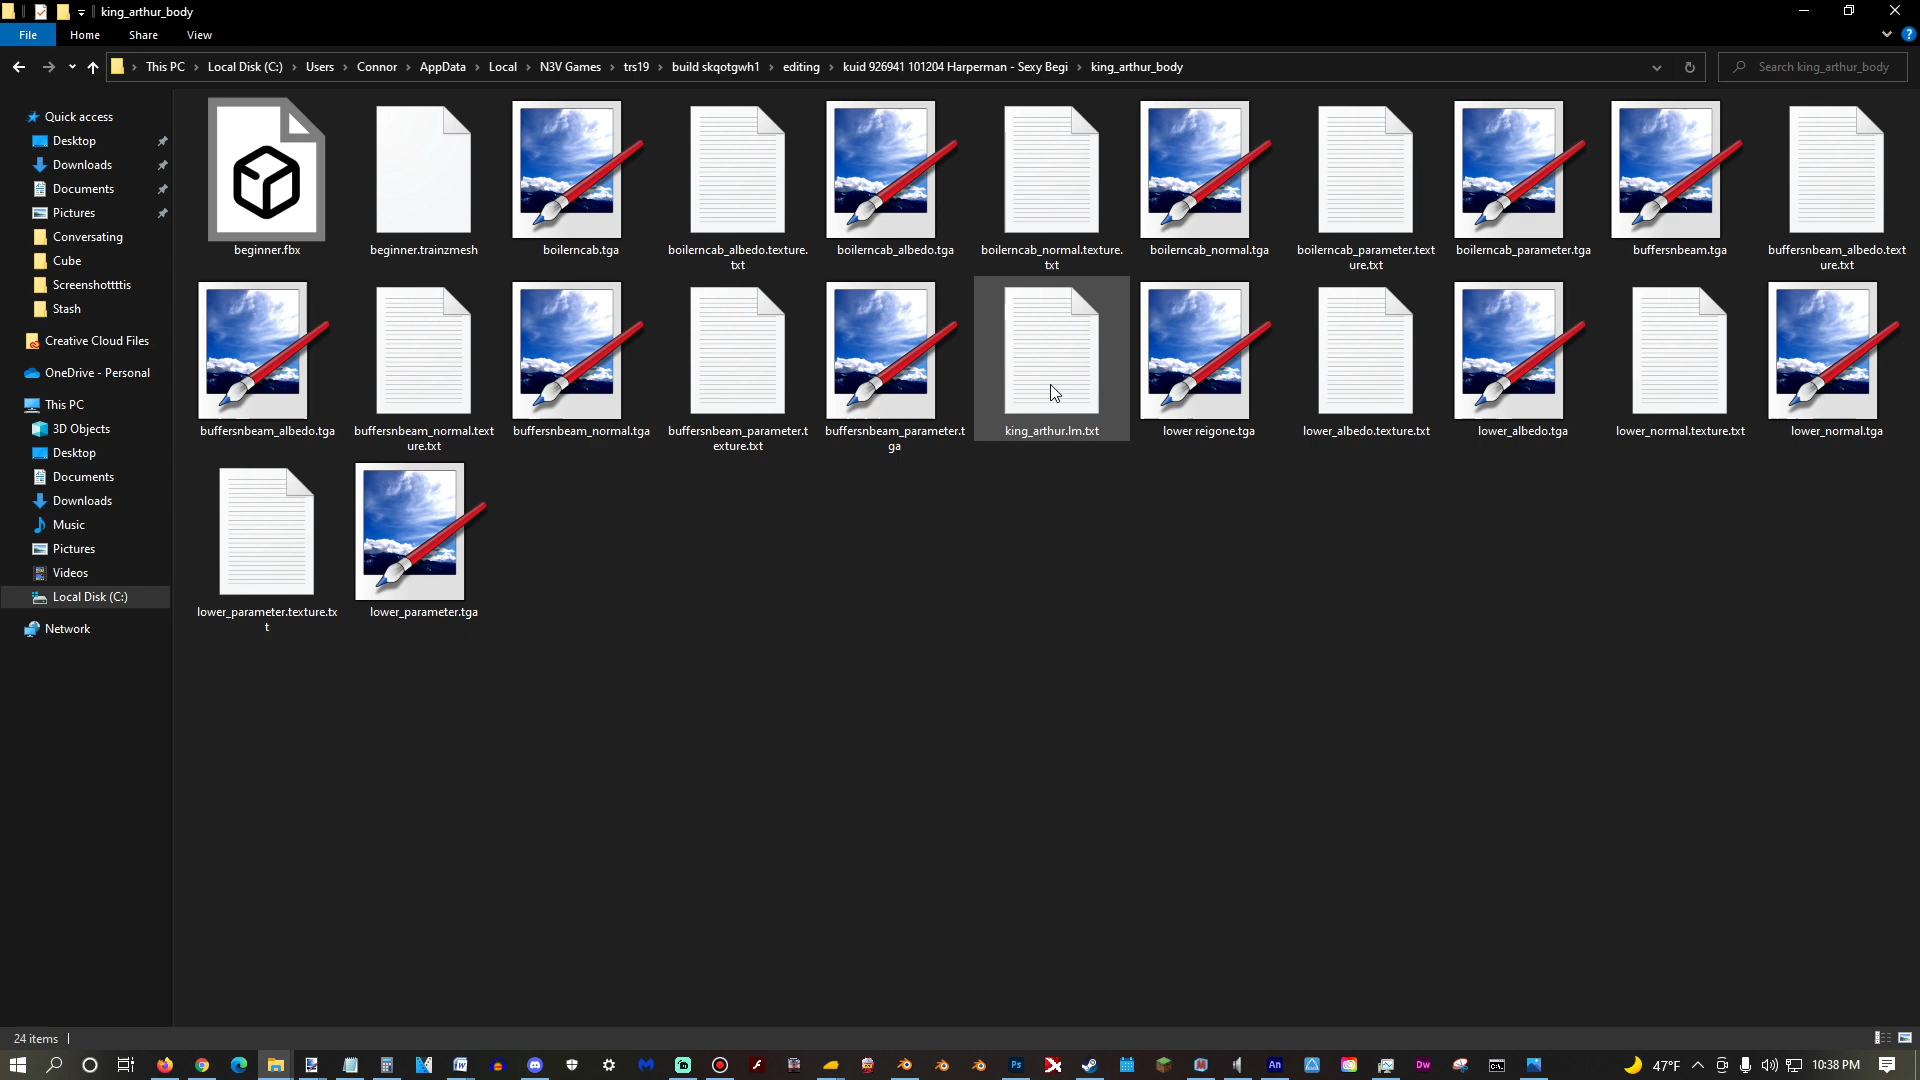 king_arthur_body
File Home Share View
This PC Local Disk (C:) Users Connor AppData Local N3V Games trs19 build skqotgwh1 editing kuid 926941 101204 Harperman - Sexy Begi king_arthur_body
Search king_arthur_body
Quick access
Desktop
Downloads
Documents
Pictures
Conversating
Cube
Screenshottttis
Stash
Creative Cloud Files
OneDrive - Personal
This PC
3D Objects
Desktop
Documents
Downloads
Music
Pictures
Videos
Local Disk (C:)
Network
beginner.fbx
beginner.trainzmesh
boilerncab.tga
boilerncab_albedo.texture.
txt
boilerncab_albedo.tga
boilerncab_normal.texture.
txt
boilerncab_normal.tga
boilerncab_parameter.text
ure.txt
boilerncab_parameter.tga
buffersnbeam.tga
buffersnbeam_albedo.text
ure.txt
buffersnbeam_albedo.tga
buffersnbeam_normal.text
ure.txt
buffersnbeam_normal.tga
buffersnbeam_parameter.t
exture.txt
buffersnbeam_parameter.t
ga
king_arthur.lm.txt
lower reigone.tga
lower_albedo.texture.txt
lower_albedo.tga
lower_normal.texture.txt
lower_normal.tga
lower_parameter.texture.tx
t
lower_parameter.tga
24 items
Ps
An
Dw
47°F
10:38 PM